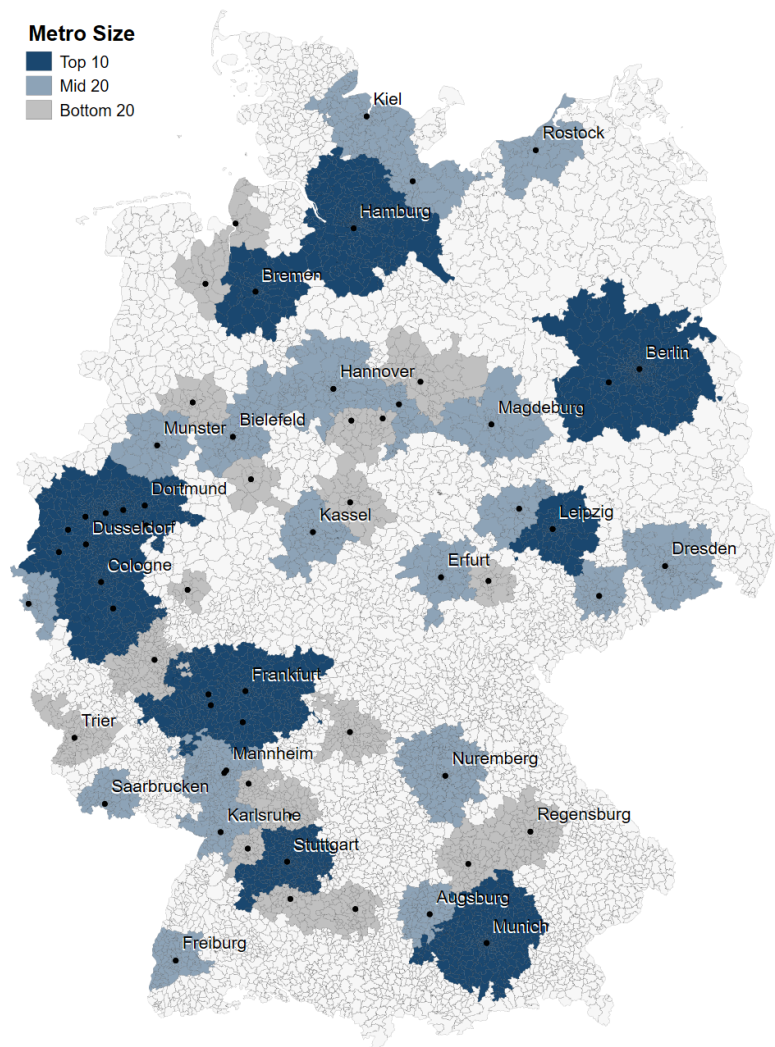 Metro Size
Top 10
Mid 20
Bottom 20
Kiel
Rostock
Hamburg
Bremen
Berlin
Hannover
Magdeburg
Bielefeld
Munster
Dortmund
Dusseldorf
Kassel
Leipzig
Cologne
Erfurt
Dresden
Frankfurt
Trier
Mannheim
Nuremberg
Saarbrucken
Karlsruhe
Regensburg
Stuttgart
Augsburg
Munich
Freiburg